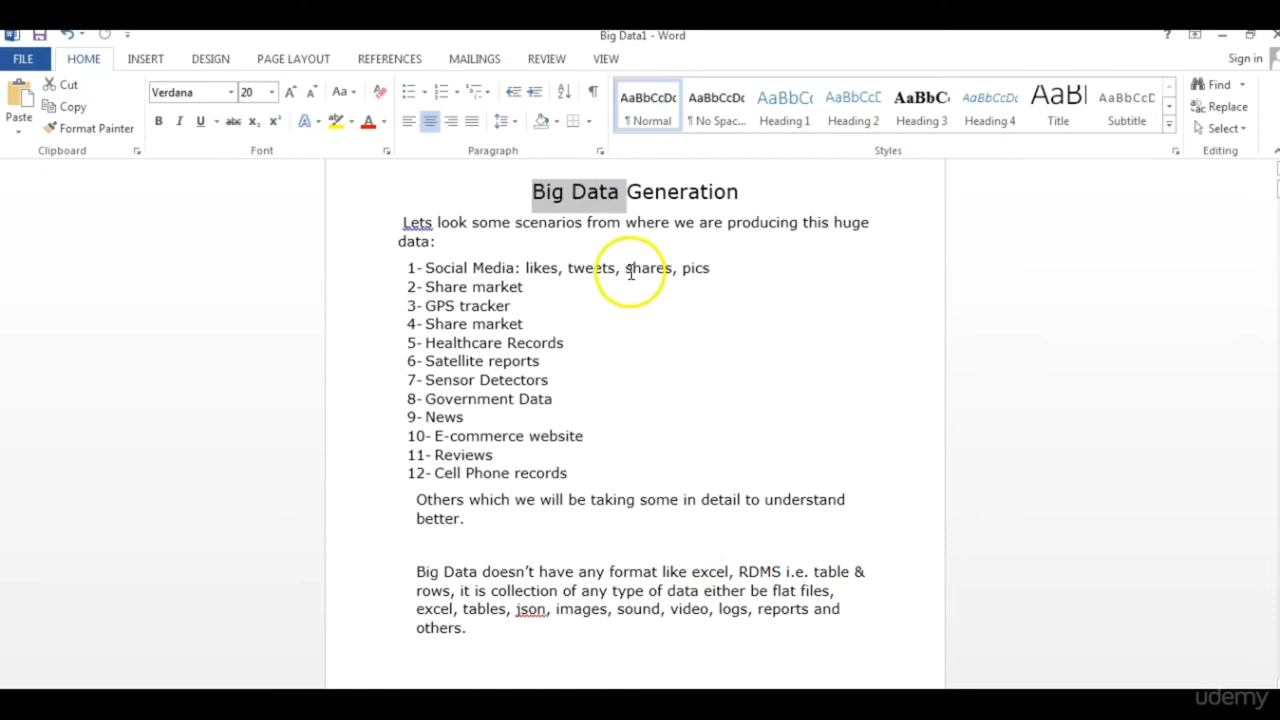 Big Data1 - Word
?
Sign in
FILE HOME INSERT DESIGN PAGE LAYOUT REFERENCES MAILINGS REVIEW VIEW
Paste
Cut
Copy
Format Painter
Clipboard
Verdana 20
Aa
B I U abc x₂ x²
A A
Font
Paragraph
AaBbCcDc AaBbCcDc AaBbCc AaBbCcD AaBbC AaBbCcDc AaBl AaBbCcDc
¶ Normal ¶ No Spac... Heading 1 Heading 2 Heading 3 Heading 4 Title Subtitle
Styles
Find
Replace
Select
Editing
Big Data Generation
Lets look some scenarios from where we are producing this huge
data:
1- Social Media: likes, tweets, shares, pics
2- Share market
3- GPS tracker
4- Share market
5- Healthcare Records
6- Satellite reports
7- Sensor Detectors
8- Government Data
9- News
10- E-commerce website
11- Reviews
12- Cell Phone records
Others which we will be taking some in detail to understand
better.
Big Data doesn't have any format like excel, RDMS i.e. table &
rows, it is collection of any type of data either be flat files,
excel, tables, json, images, sound, video, logs, reports and
others.
udemy